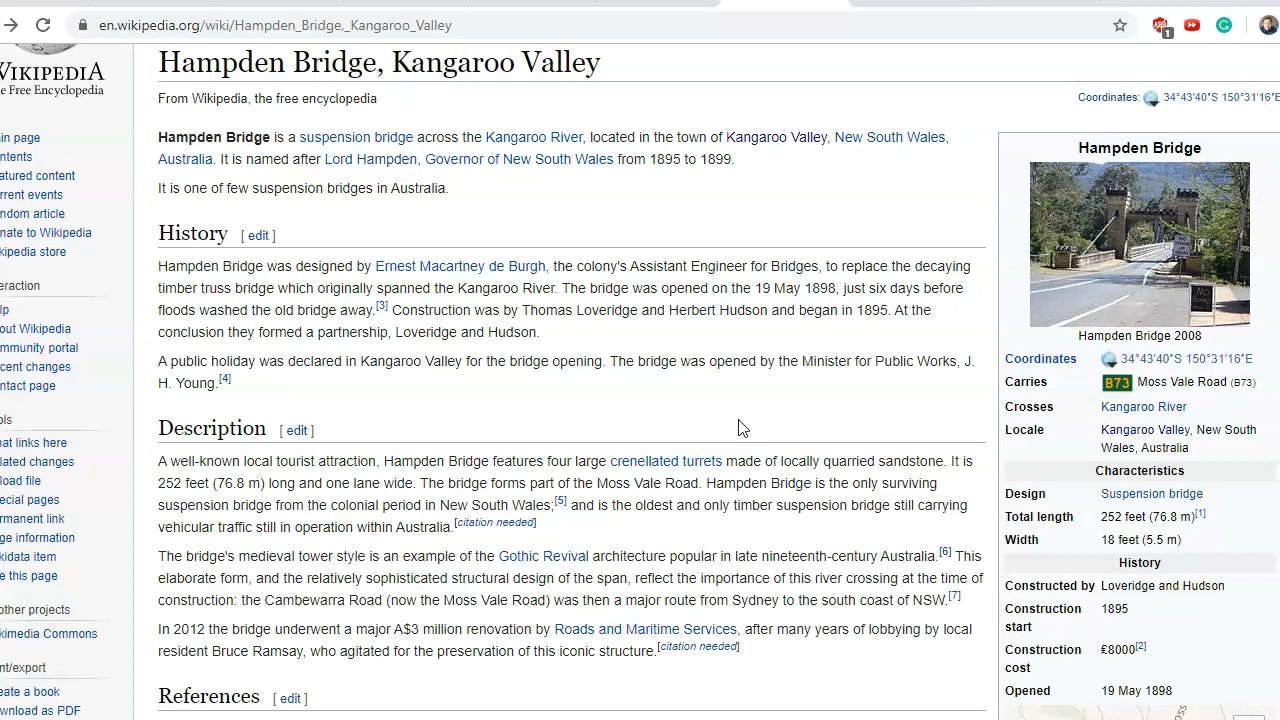 en.wikipedia.org/wiki/Hampden_Bridge,_Kangaroo_Valley
1
WIKIPEDIA
e Free Encyclopedia
in page
ntents
atured content
rrent events
ndom article
nate to Wikipedia
kipedia store
eraction
lp
out Wikipedia
mmunity portal
cent changes
ntact page
ols
hat links here
lated changes
load file
ecial pages
rmanent link
ge information
kidata item
e this page
other projects
kimedia Commons
nt/export
eate a book
wnload as PDF
Hampden Bridge, Kangaroo Valley
From Wikipedia, the free encyclopedia
Coordinates: 34°43′40″S 150°31′16″E
Hampden Bridge is a suspension bridge across the Kangaroo River, located in the town of Kangaroo Valley, New South Wales,
Australia. It is named after Lord Hampden, Governor of New South Wales from 1895 to 1899.
It is one of few suspension bridges in Australia.
History [ edit ]
Hampden Bridge was designed by Ernest Macartney de Burgh, the colony's Assistant Engineer for Bridges, to replace the decaying
timber truss bridge which originally spanned the Kangaroo River. The bridge was opened on the 19 May 1898, just six days before
floods washed the old bridge away.[3] Construction was by Thomas Loveridge and Herbert Hudson and began in 1895. At the
conclusion they formed a partnership, Loveridge and Hudson.
A public holiday was declared in Kangaroo Valley for the bridge opening. The bridge was opened by the Minister for Public Works, J.
H. Young.[4]
Description [ edit ]
A well-known local tourist attraction, Hampden Bridge features four large crenellated turrets made of locally quarried sandstone. It is
252 feet (76.8 m) long and one lane wide. The bridge forms part of the Moss Vale Road. Hampden Bridge is the only surviving
suspension bridge from the colonial period in New South Wales;[5] and is the oldest and only timber suspension bridge still carrying
vehicular traffic still in operation within Australia.[citation needed]
The bridge's medieval tower style is an example of the Gothic Revival architecture popular in late nineteenth-century Australia.[6] This
elaborate form, and the relatively sophisticated structural design of the span, reflect the importance of this river crossing at the time of
construction: the Cambewarra Road (now the Moss Vale Road) was then a major route from Sydney to the south coast of NSW.[7]
In 2012 the bridge underwent a major A$3 million renovation by Roads and Maritime Services, after many years of lobbying by local
resident Bruce Ramsay, who agitated for the preservation of this iconic structure.[citation needed]
References [ edit ]
Hampden Bridge
NO
NO
Hampden Bridge 2008
Coordinates 34°43′40″S 150°31′16″E
Carries B73 Moss Vale Road (B73)
Crosses Kangaroo River
Locale Kangaroo Valley, New South
Wales, Australia
Characteristics
Design Suspension bridge
Total length 252 feet (76.8 m)[1]
Width 18 feet (5.5 m)
History
Constructed by Loveridge and Hudson
Construction 1895
start
Construction £8000[2]
cost
Opened 19 May 1898